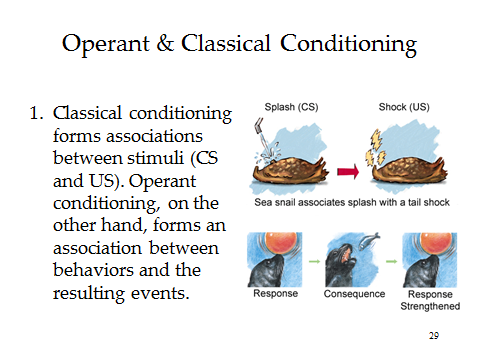 Operant & Classical Conditioning
1. Classical conditioning
forms associations
between stimuli (CS
and US). Operant
conditioning, on the
other hand, forms an
association between
behaviors and the
resulting events.
Splash (CS) Shock (US)
Sea snail associates splash with a tail shock
Response Consequence Response
Strengthened
29